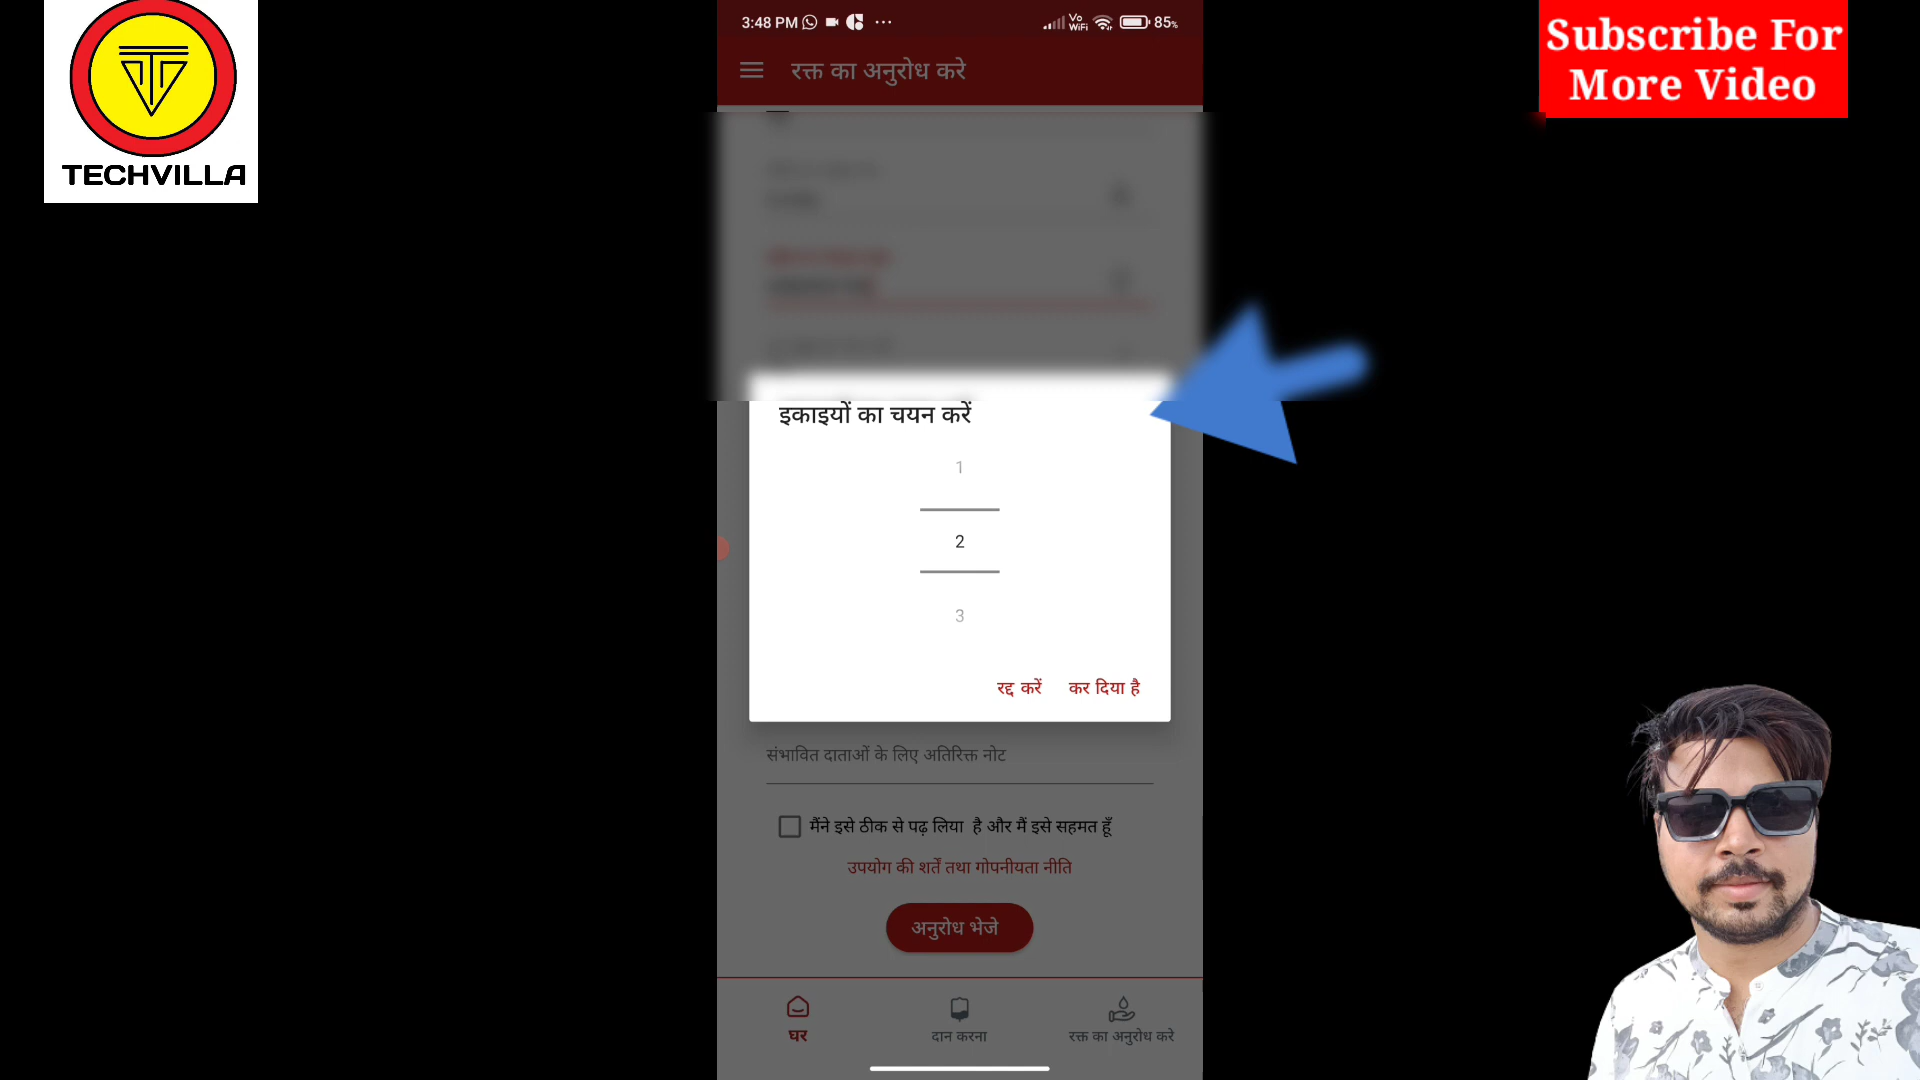 TECHVILLA
3:48 PM
Vo
WiFi
85%
रक्त का अनुरोध करे
Subscribe For
More Video
इकाइयों का चयन करें
1
2
3
रद्द करें कर दिया है
संभावित दाताओं के लिए अतिरिक्त नोट
मैंने इसे ठीक से पढ़ लिया है और मैं इसे सहमत हूँ
उपयोग की शर्तें तथा गोपनीयता नीति
अनुरोध भेजे
घर
दान करना
रक्त का अनुरोध करे